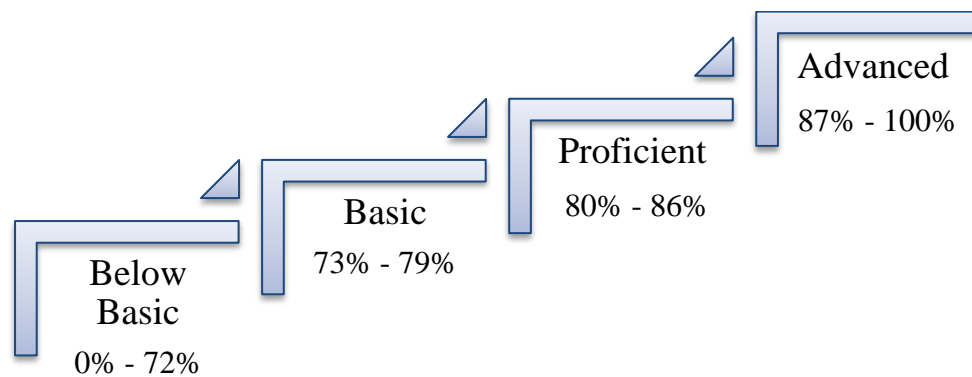 Below
Basic
0% - 72%
Basic
73% - 79%
Proficient
80% - 86%
Advanced
87% - 100%